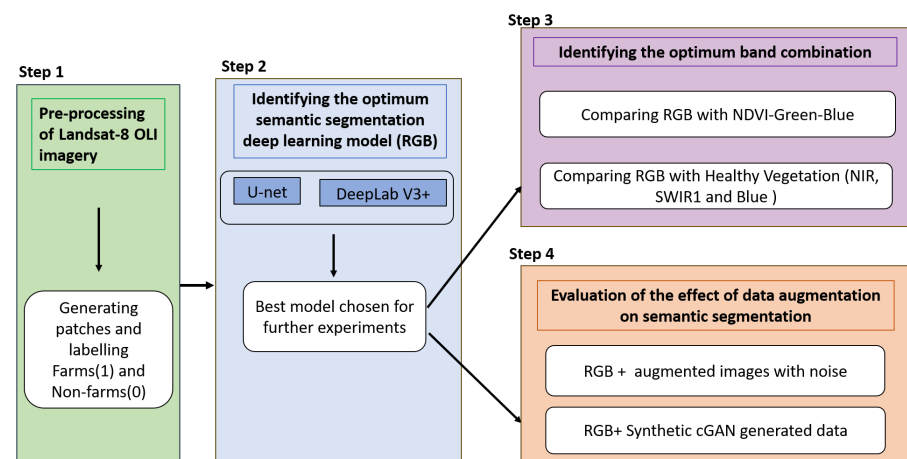 Step 1
Pre-processing
of Landsat-8 OLI
imagery
Generating
patches and
labelling
Farms(1) and
Non-farms(0)
Step 2
Identifying the optimum
semantic segmentation
deep learning model (RGB)
U-net
DeepLab V3+
Best model chosen for
further experiments
Step 3
Identifying the optimum band combination
Comparing RGB with NDVI-Green-Blue
Comparing RGB with Healthy Vegetation (NIR,
SWIR1 and Blue )
Step 4
Evaluation of the effect of data augmentation
on semantic segmentation
RGB + augmented images with noise
RGB+ Synthetic cGAN generated data